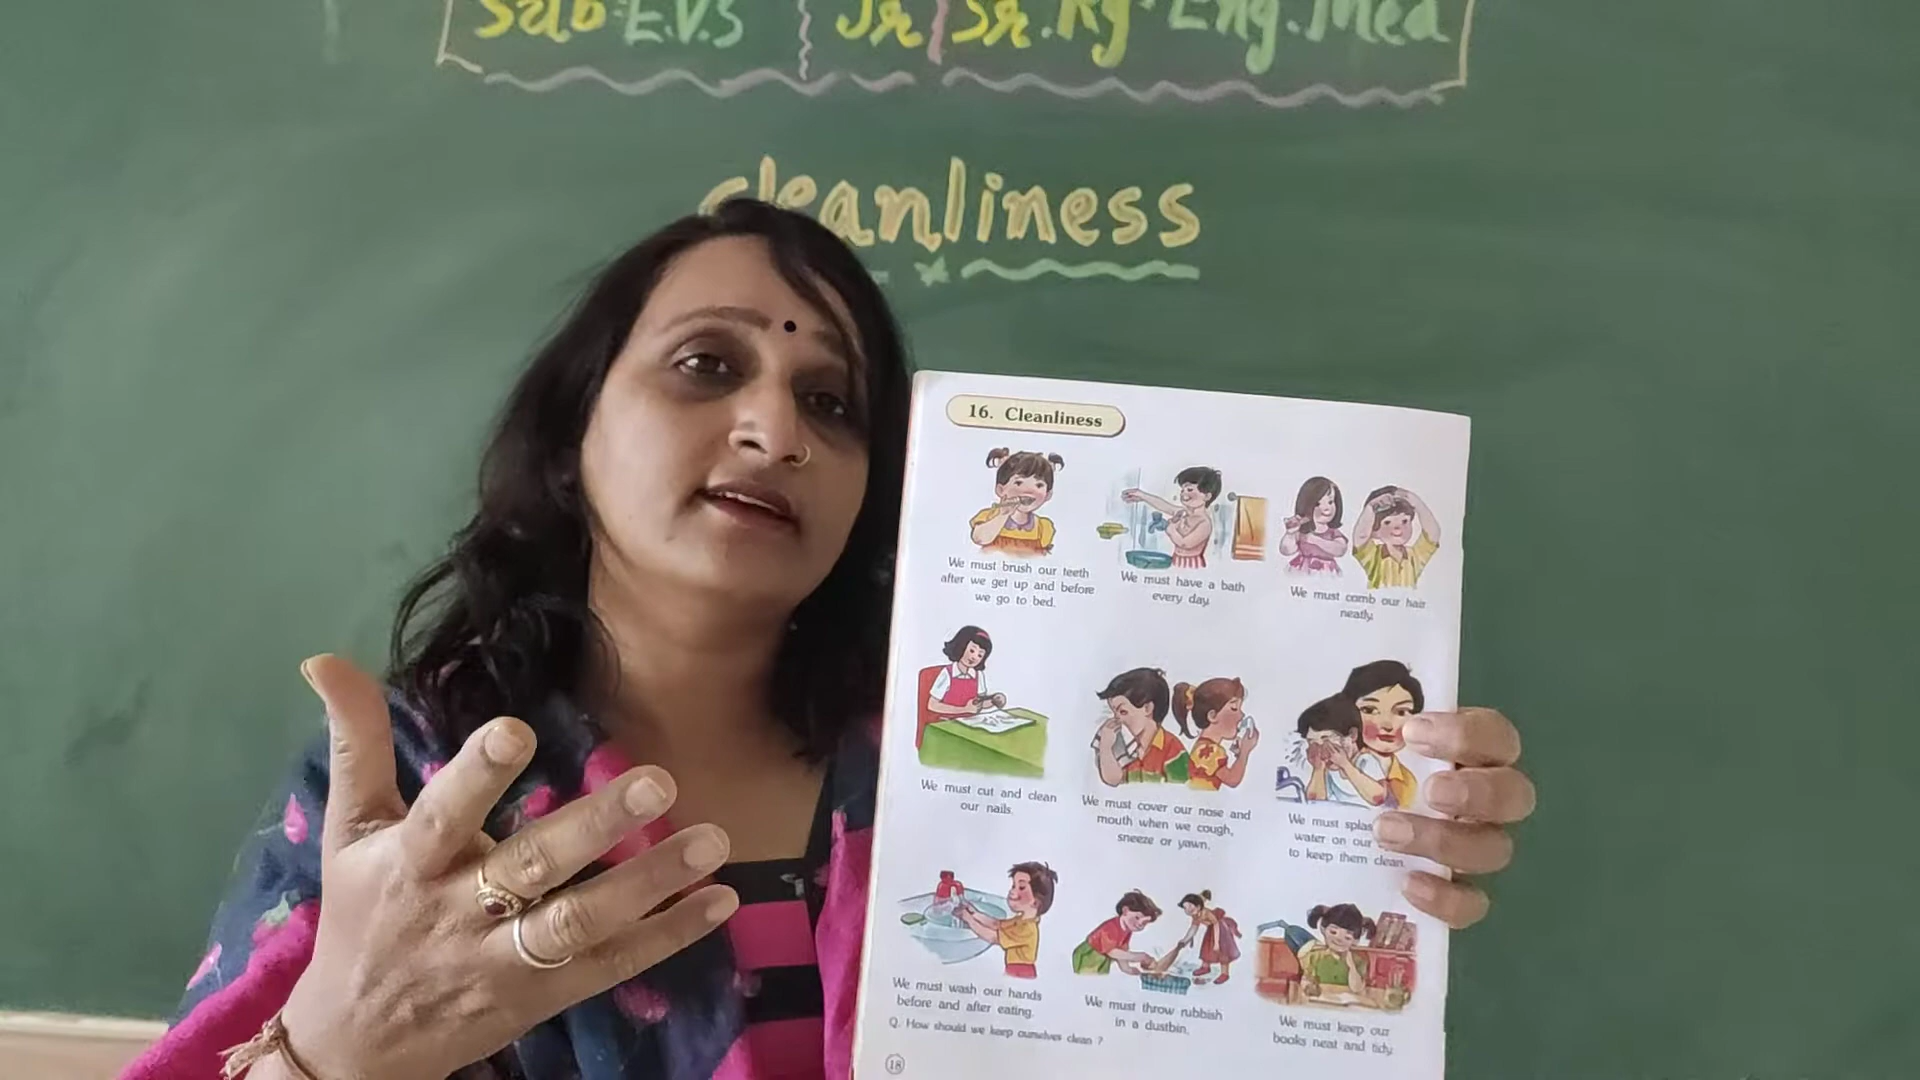 Sub:E.V.S Jr Sr.Kg. Eng.Med
cleanliness
16. Cleanliness
We must brush our teeth
after we get up and before
we go to bed.
We must have a bath
every day.
We must comb our hair
neatly.
We must cut and clean
our nails.
We must cover our nose and
mouth when we cough,
sneeze or yawn.
We must
water on our
to keep them clean.
We must wash our hands
before and after eating.
We must throw rubbish
in a dustbin.
We must keep our
books neat and tidy.
Q. How should we keep ourselves clean ?
18